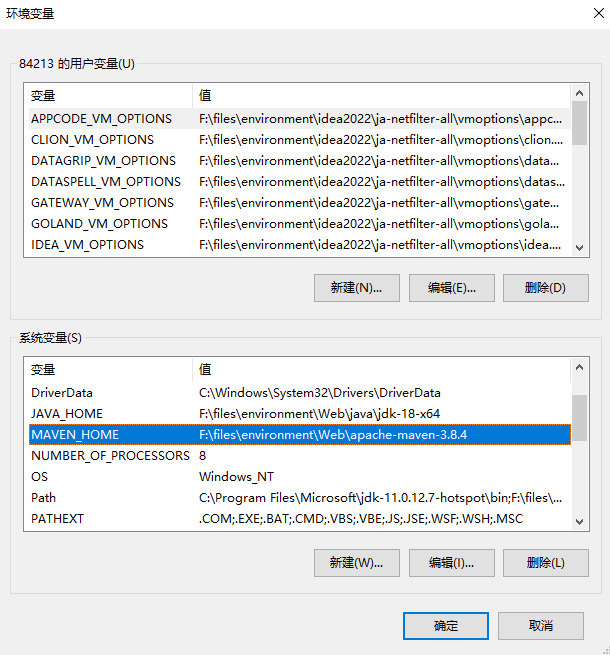 环境变量
84213 的用户变量(U)
变量 值
APPCODE_VM_OPTIONS F:\files\environment\idea2022\ja-netfilter-all\vmoptions\appc...
CLION_VM_OPTIONS F:\files\environment\idea2022\ja-netfilter-all\vmoptions\clion....
DATAGRIP_VM_OPTIONS F:\files\environment\idea2022\ja-netfilter-all\vmoptions\data...
DATASPELL_VM_OPTIONS F:\files\environment\idea2022\ja-netfilter-all\vmoptions\datas...
GATEWAY_VM_OPTIONS F:\files\environment\idea2022\ja-netfilter-all\vmoptions\gate...
GOLAND_VM_OPTIONS F:\files\environment\idea2022\ja-netfilter-all\vmoptions\gola...
IDEA_VM_OPTIONS F:\files\environment\idea2022\ja-netfilter-all\vmoptions\idea....
新建(N)... 编辑(E)... 删除(D)
系统变量(S)
变量 值
DriverData C:\Windows\System32\Drivers\DriverData
JAVA_HOME F:\files\environment\Web\java\jdk-18-x64
MAVEN_HOME F:\files\environment\Web\apache-maven-3.8.4
NUMBER_OF_PROCESSORS 8
OS Windows_NT
Path C:\Program Files\Microsoft\jdk-11.0.12.7-hotspot\bin;F:\files\...
PATHEXT .COM;.EXE;.BAT;.CMD;.VBS;.VBE;.JS;.JSE;.WSF;.WSH;.MSC
新建(W)... 编辑(I)... 删除(L)
确定 取消